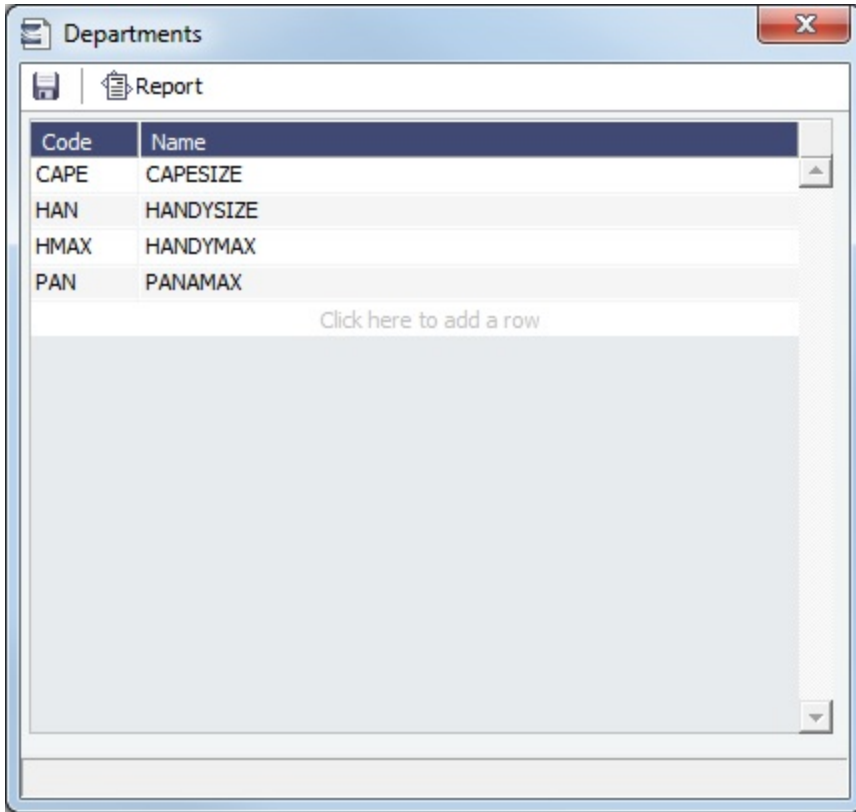 Departments
Report
Code Name
CAPE CAPESIZE
HAN HANDYSIZE
HMAX HANDYMAX
PAN PANAMAX
Click here to add a row